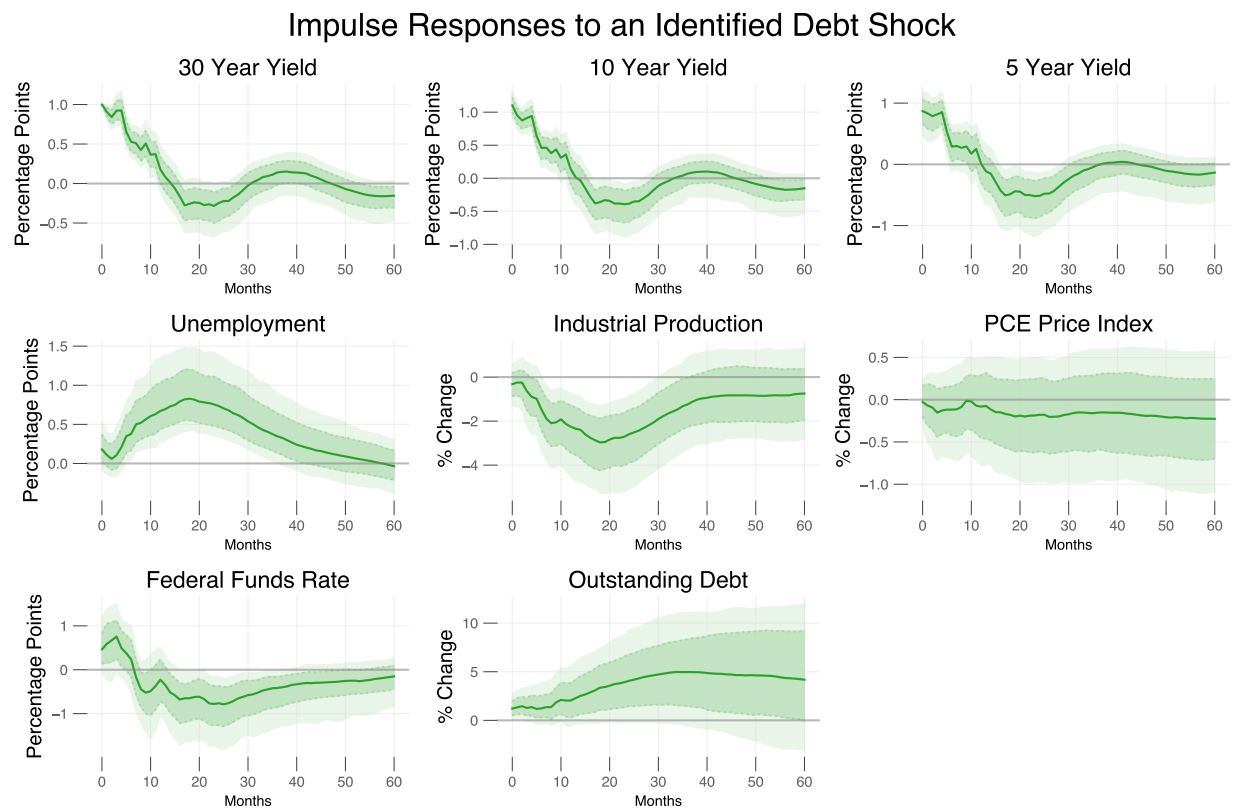 Impulse Responses to an Identified Debt Shock
30 Year Yield
Percentage Points
1.0
0.5
0.0
−0.5
0 10 20 30 40 50 60
Months
10 Year Yield
Percentage Points
1.0
0.5
0.0
−0.5
−1.0
0 10 20 30 40 50 60
Months
5 Year Yield
Percentage Points
1
0
−1
0 10 20 30 40 50 60
Months
Unemployment
Percentage Points
1.5
1.0
0.5
0.0
0 10 20 30 40 50 60
Months
Industrial Production
% Change
0
−2
−4
0 10 20 30 40 50 60
Months
PCE Price Index
% Change
0.5
0.0
−0.5
−1.0
0 10 20 30 40 50 60
Months
Federal Funds Rate
Percentage Points
1
0
−1
0 10 20 30 40 50 60
Months
Outstanding Debt
% Change
10
5
0
0 10 20 30 40 50 60
Months